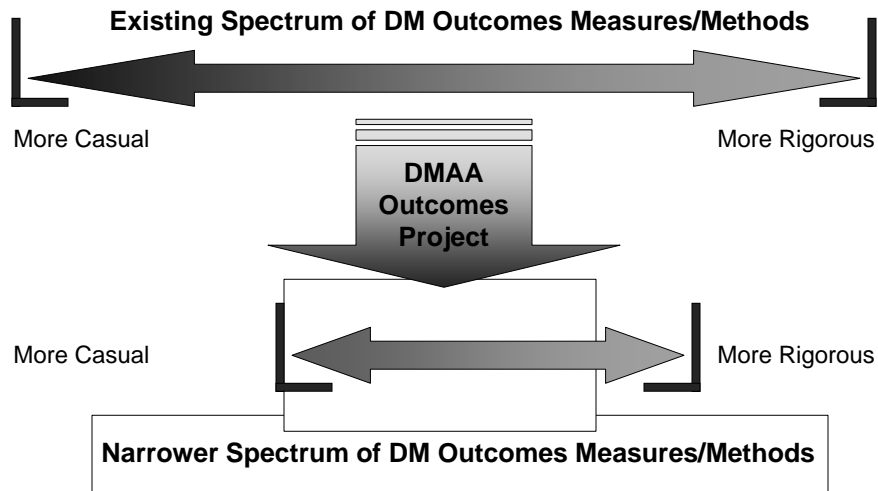 Existing Spectrum of DM Outcomes Measures/Methods
More Casual
More Rigorous
DMAA
Outcomes
Project
More Casual
More Rigorous
Narrower Spectrum of DM Outcomes Measures/Methods